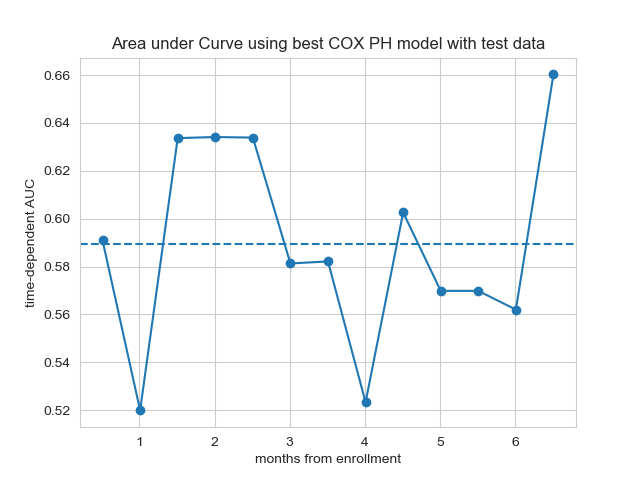 Area under Curve using best COX PH model with test data
time-dependent AUC
0.66
0.64
0.62
0.60
0.58
0.56
0.54
0.52
1 2 3 4 5 6
months from enrollment